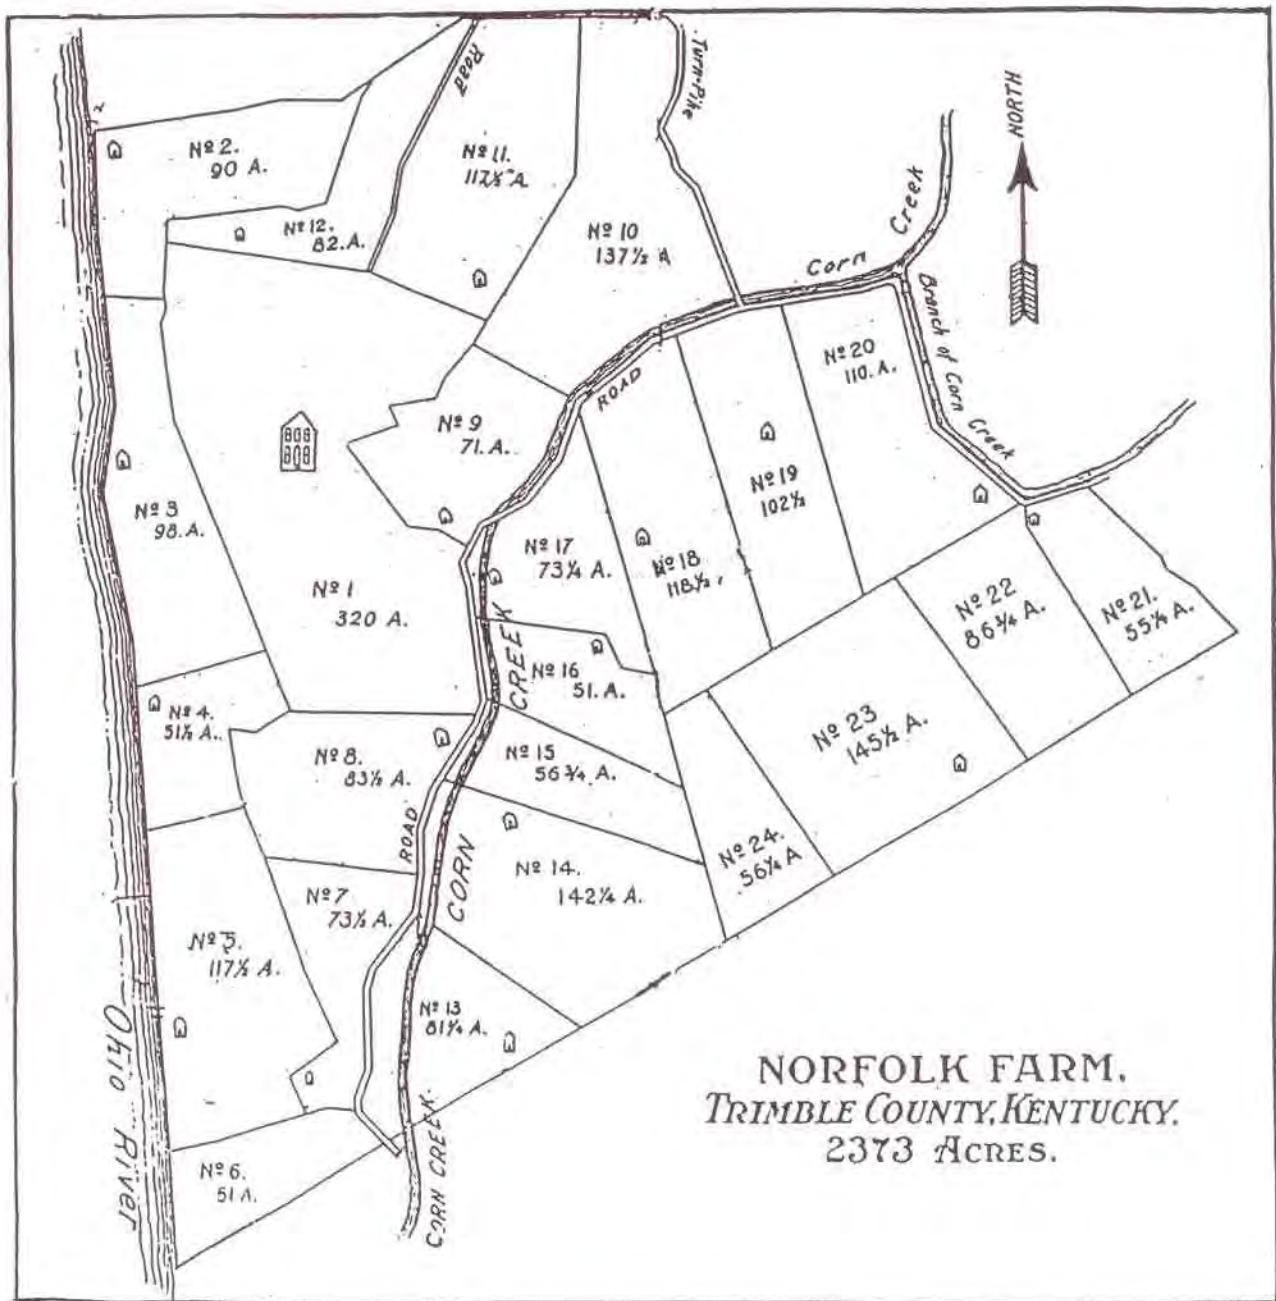 Road
Turn-Pike
NORTH
Nº 2.
90 A.
Nº 11.
Nº 12.
82. A.
Nº 10
137½ A
Corn Creek
Branch of Corn Creek
Nº 20
110. A.
ROAD
Nº 9
71. A.
Nº 19
102½
Nº 3
98. A.
Nº 17
73¼ A.
Nº 18
118½
Nº 1
320 A.
Nº 22
86¾ A.
Nº 21.
55¼ A.
Nº 16
51. A.
CORN CREEK
Nº 4.
51½ A.
Nº 23
145½ A.
Nº 8.
83½ A.
Nº 15
56¾ A.
ROAD
Nº 24.
56¼ A
Nº 14.
142¼ A.
Nº 7
73½ A.
Nº 5.
117½ A.
Nº 13
81¼ A.
Ohio River
Nº 6.
51 A.
CORN CREEK.
NORFOLK FARM.
TRIMBLE COUNTY, KENTUCKY.
2373 ACRES.